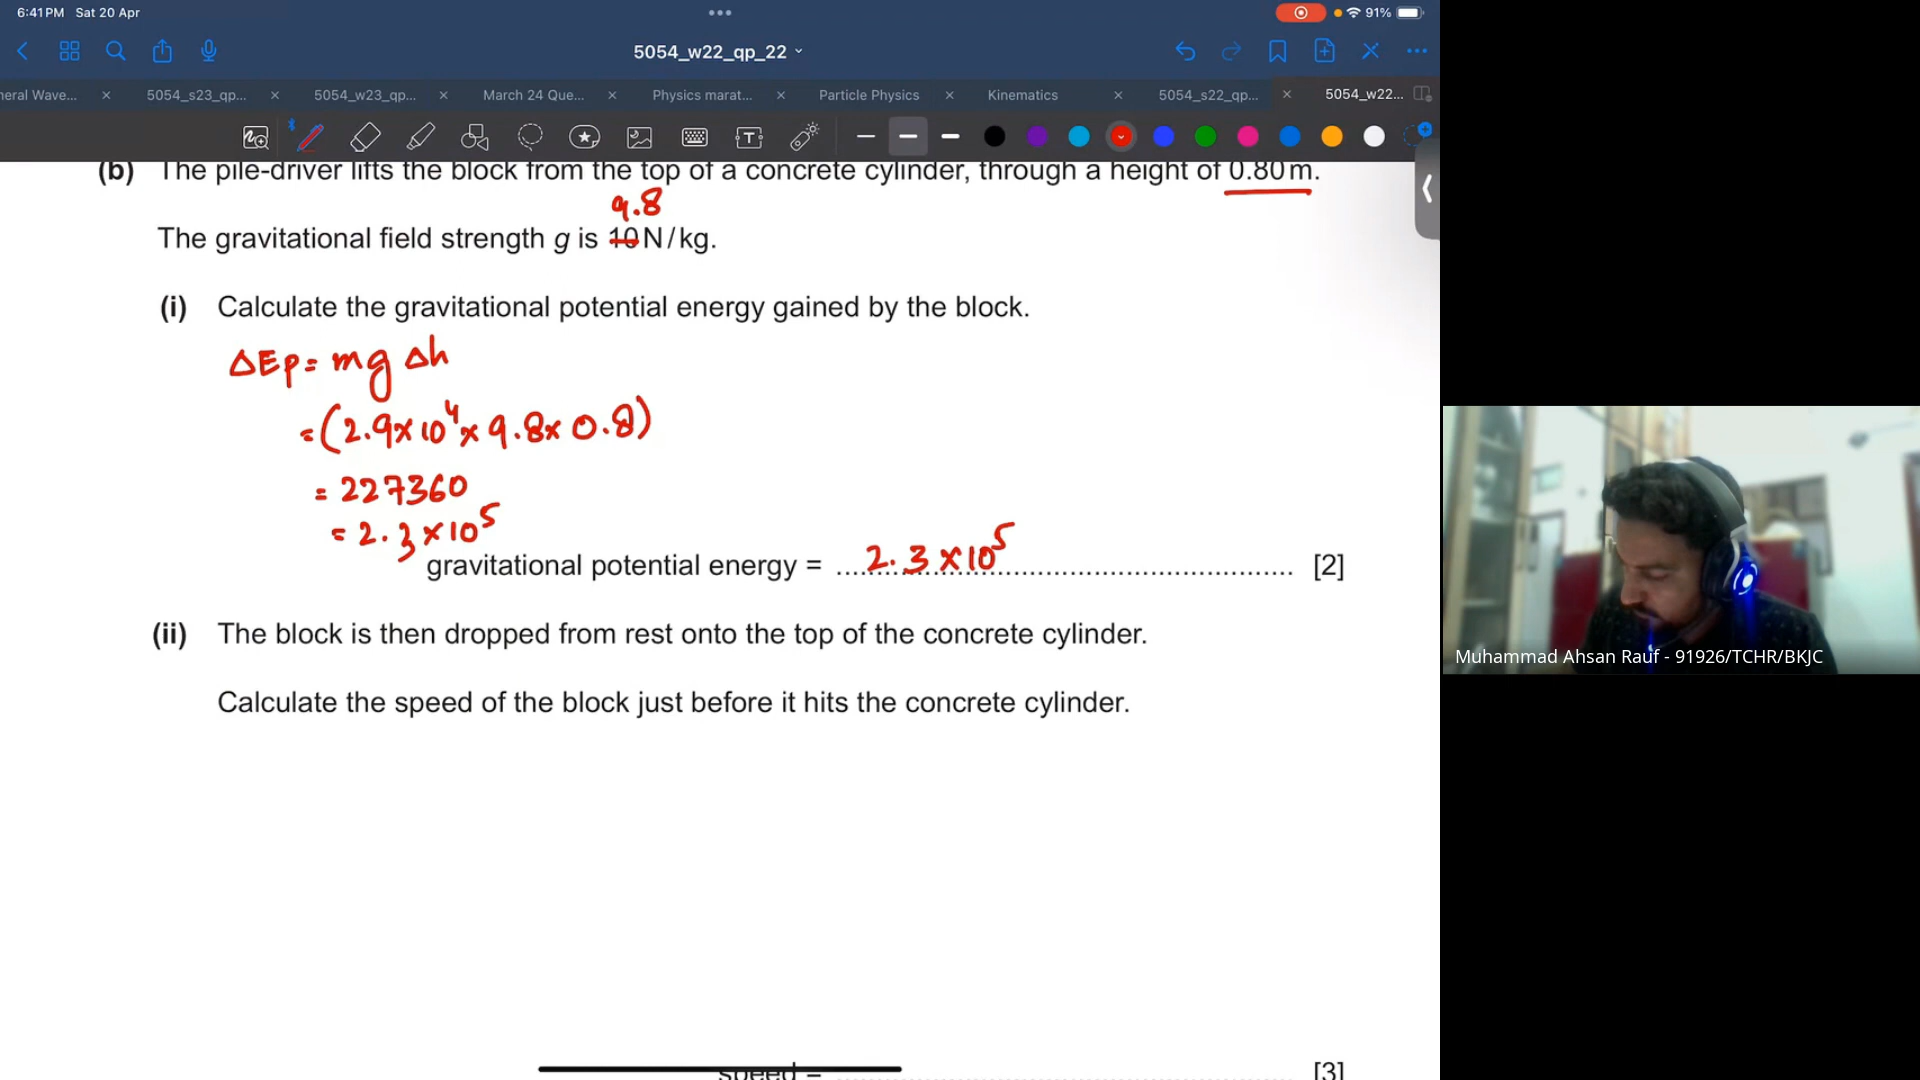 6:41 PM Sat 20 Apr
91%
5054_w22_qp_22
neral Wave...
5054_s23_qp...
5054_w23_qp...
March 24 Que...
Physics marat...
Particle Physics
Kinematics
5054_s22_qp...
5054_w22...
(b) The pile-driver lifts the block from the top of a concrete cylinder, through a height of 0.80 m.
9.8
The gravitational field strength g is 10 N/kg.
(i) Calculate the gravitational potential energy gained by the block.
ΔEp = mg Δh
= (2.9×10⁴ × 9.8 × 0.8)
= 227360
= 2.3 × 10⁵
gravitational potential energy = 2.3 × 10⁵ [2]
(ii) The block is then dropped from rest onto the top of the concrete cylinder.
Calculate the speed of the block just before it hits the concrete cylinder.
speed = [3]
Muhammad Ahsan Rauf - 91926/TCHR/BKJC